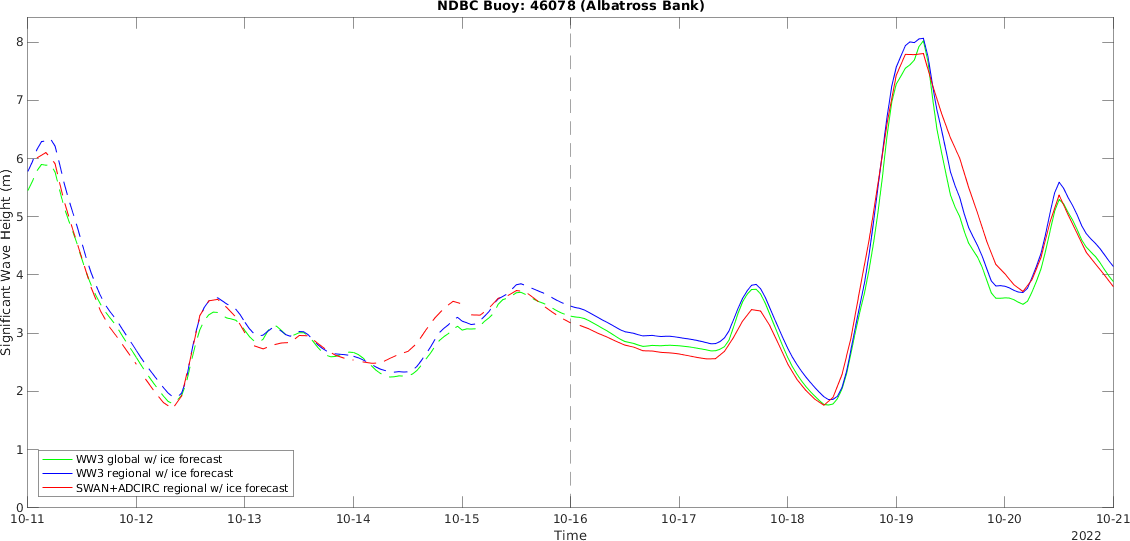 NDBC Buoy: 46078 (Albatross Bank)
Significant Wave Height (m)
8
7
6
5
4
3
2
1
0
WW3 global w/ ice forecast
WW3 regional w/ ice forecast
SWAN+ADCIRC regional w/ ice forecast
10-11 10-12 10-13 10-14 10-15 10-16 10-17 10-18 10-19 10-20 10-21
Time
2022